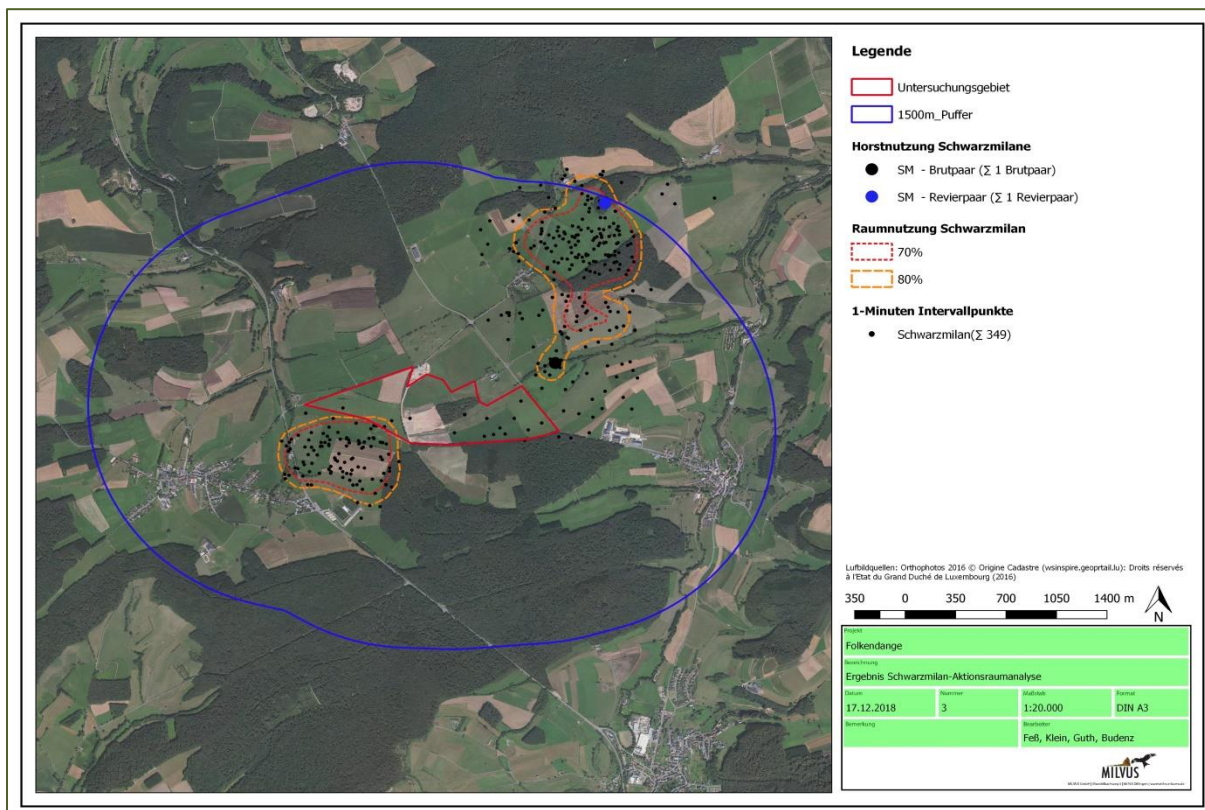 Legende
Untersuchungsgebiet
1500m_Puffer
Horstnutzung Schwarzmilane
SM - Brutpaar (Σ 1 Brutpaar)
SM - Revierpaar (Σ 1 Revierpaar)
Raumnutzung Schwarzmilan
70%
80%
1-Minuten Intervallpunkte
Schwarzmilan(Σ 349)
Luftbildquellen: Orthophotos 2016 © Origine Cadastre (wsinspire.geoprtail.lu): Droits réservés
à l'Etat du Grand Duché de Luxembourg (2016)
350 0 350 700 1050 1400 m
N
Projekt
Folkendange
Bezeichnung
Ergebnis Schwarzmilan-Aktionsraumanalyse
Datum Nummer Maßstab Format
17.12.2018 3 1:20.000 DIN A3
Bemerkung Bearbeiter
Feß, Klein, Guth, Budenz
MILVUS